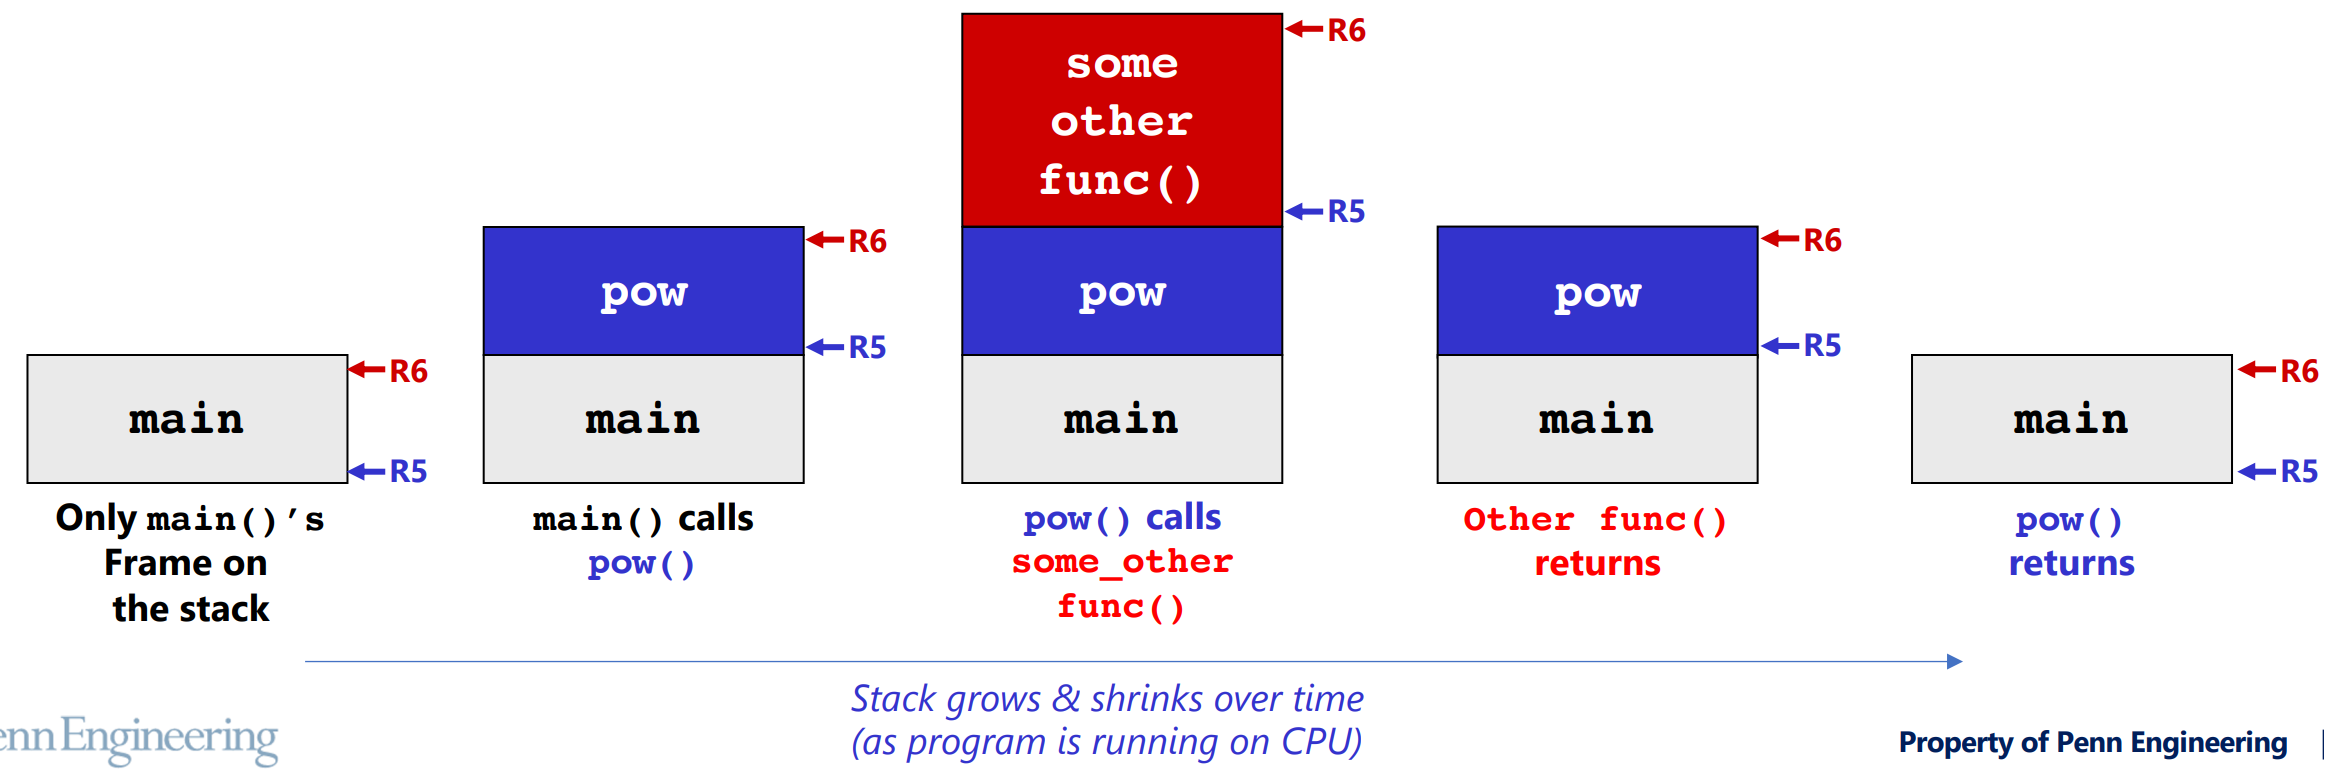 some
other
func()
R6
R5
pow
R6
R5
pow
pow
R6
R5
main
R6
R5
main
main
main
main
R6
R5
Only main()’s
Frame on
the stack
main() calls
pow()
pow() calls
some_other
func()
Other func()
returns
pow()
returns
Stack grows & shrinks over time
(as program is running on CPU)
enn Engineering
Property of Penn Engineering |